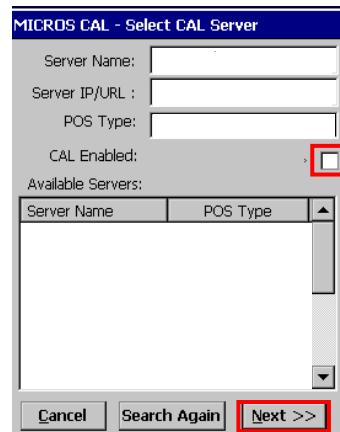 MICROS CAL - Select CAL Server
Server Name:
Server IP/URL :
POS Type:
CAL Enabled:
Available Servers:
Server Name POS Type
Cancel Search Again Next >>